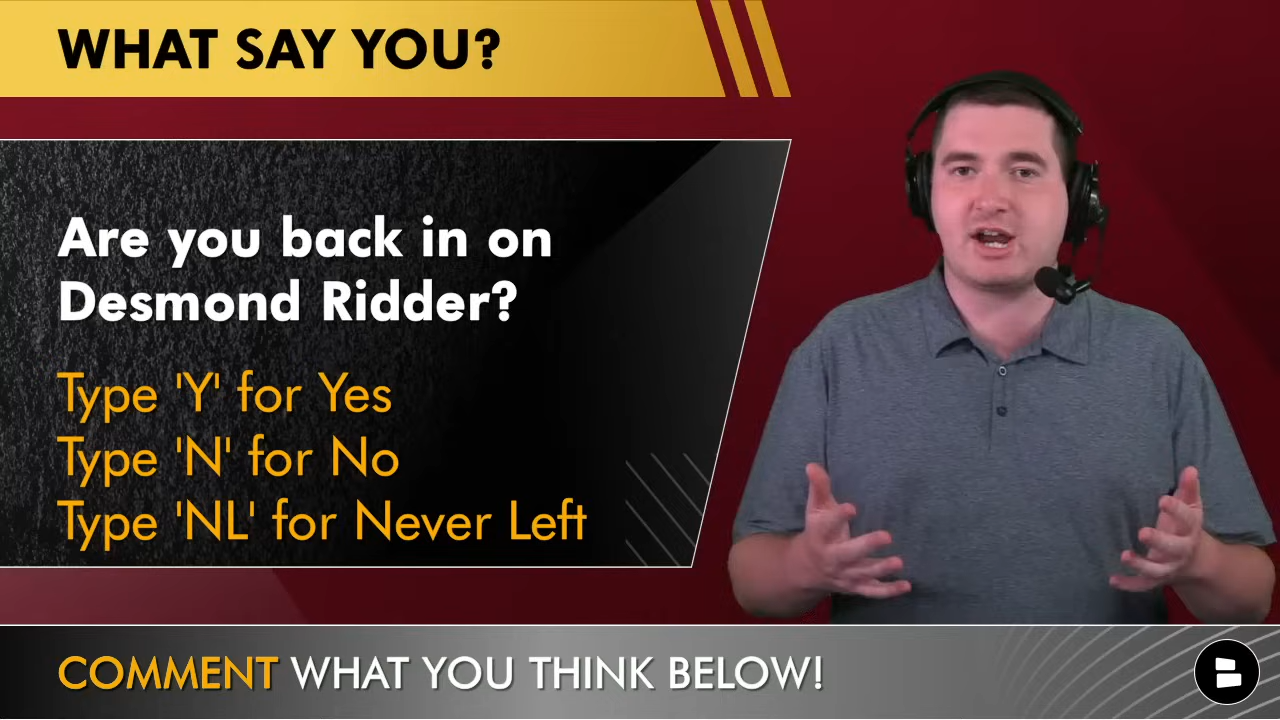 WHAT SAY YOU?
Are you back in on
Desmond Ridder?
Type 'Y' for Yes
Type 'N' for No
Type 'NL' for Never Left
COMMENT WHAT YOU THINK BELOW!